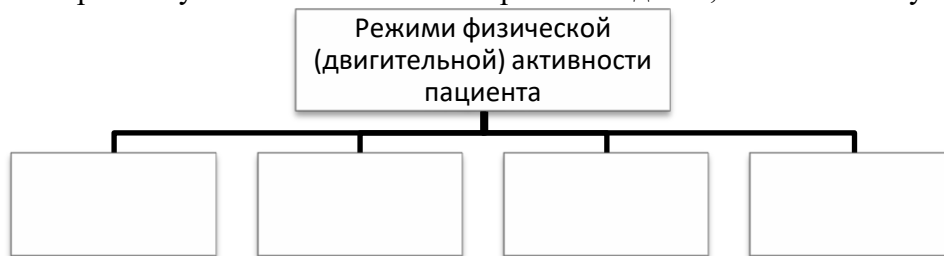 Режими физической
(двигительной) активности
пациента